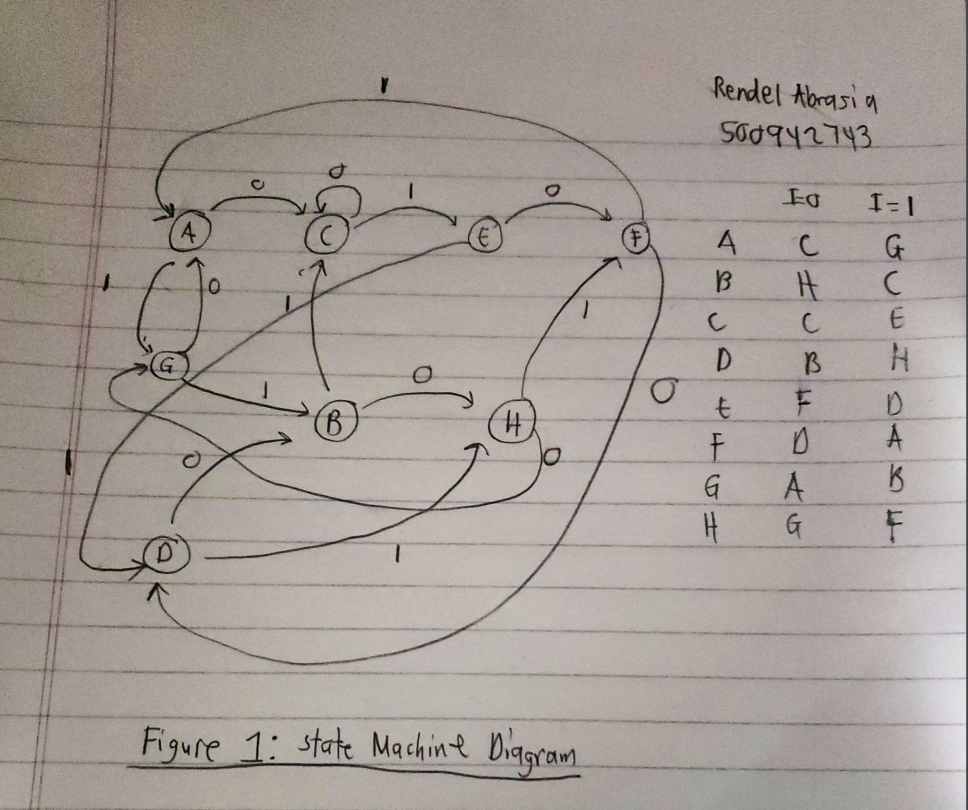 1
Rendel Abrasia
500942743
0
0
1
0
I=0 I=1
A
C
E
F
A C G
B H C
C C E
D B H
E F D
F D A
G A B
H G F
1
0
1
1
G
1
0
0
B
H
1
0
0
D
1
Figure 1: State Machine Diagram